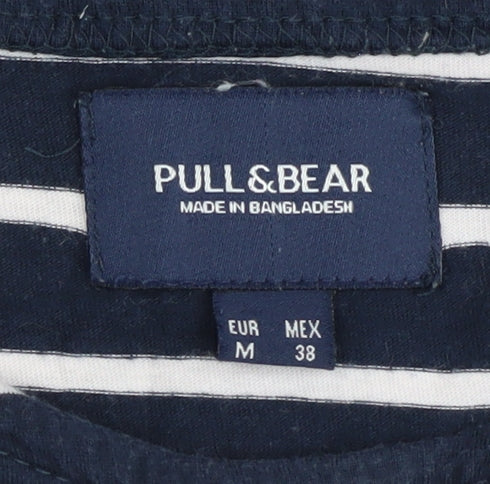 PULL&BEAR
MADE IN BANGLADESH
EUR MEX
M 38